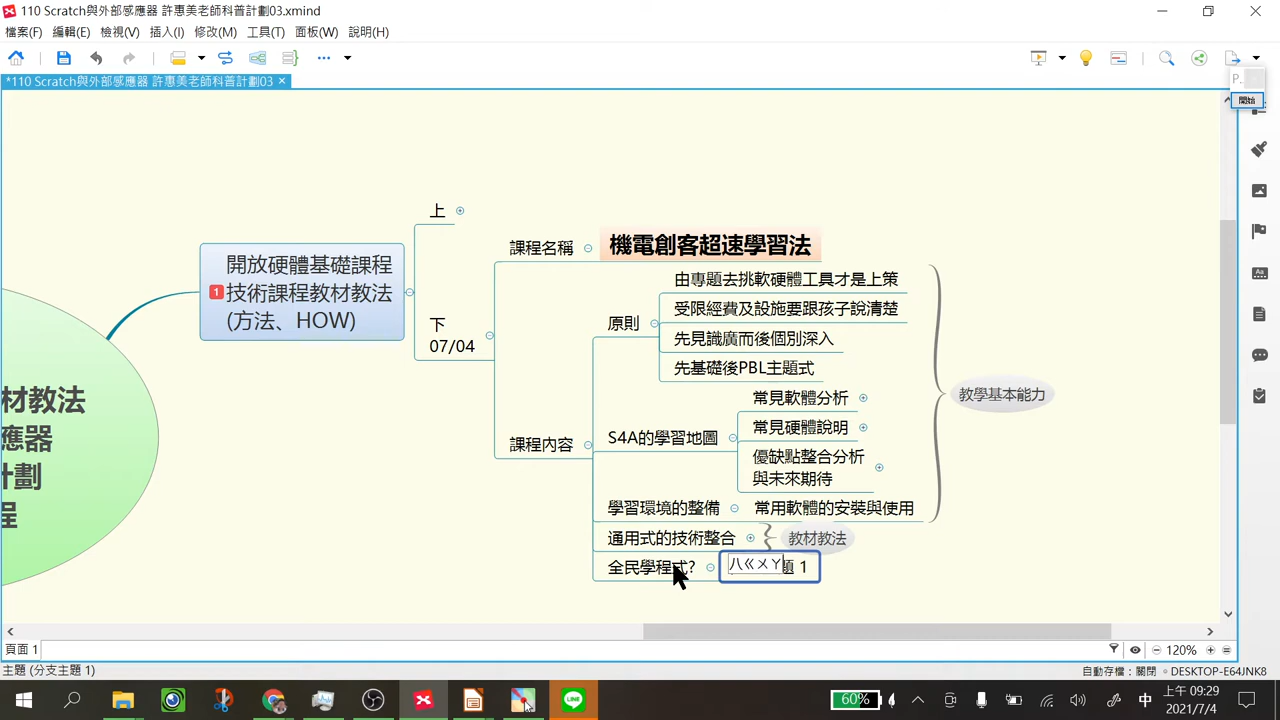 110 Scratch與外部感應器 許惠美老師科普計劃03.xmind
檔案(F) 編輯(E) 檢視(V) 插入(I) 修改(M) 工具(T) 面板(W) 說明(H)
*110 Scratch與外部感應器 許惠美老師科普計劃03
P..
開始
上
課程名稱
機電創客超速學習法
開放硬體基礎課程
1 技術課程教材教法
(方法、HOW)
由專題去挑軟硬體工具才是上策
受限經費及設施要跟孩子說清楚
原則
下
07/04
先見識廣而後個別深入
先基礎後PBL主題式
教學基本能力
材教法
應器
計劃
程
常見軟體分析
常見硬體說明
S4A的學習地圖
課程內容
優缺點整合分析
與未來期待
學習環境的整備
常用軟體的安裝與使用
通用式的技術整合
教材教法
全民學程式?
八ㄍㄨㄚ題 1
頁面 1
120%
主題 (分支主題 1)
自動存檔：關閉
DESKTOP-E64JNK8
60%
中
上午 09:29
2021/7/4
LINE